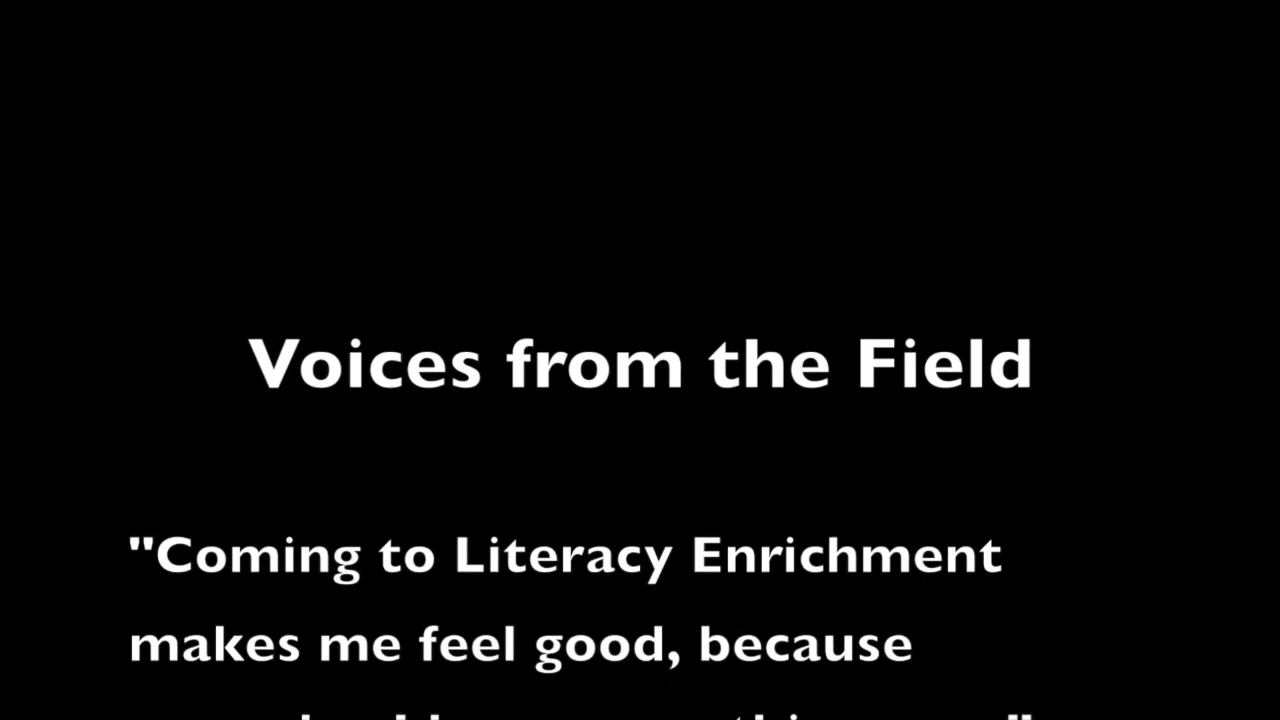 Voices from the Field
"Coming to Literacy Enrichment
makes me feel good, because